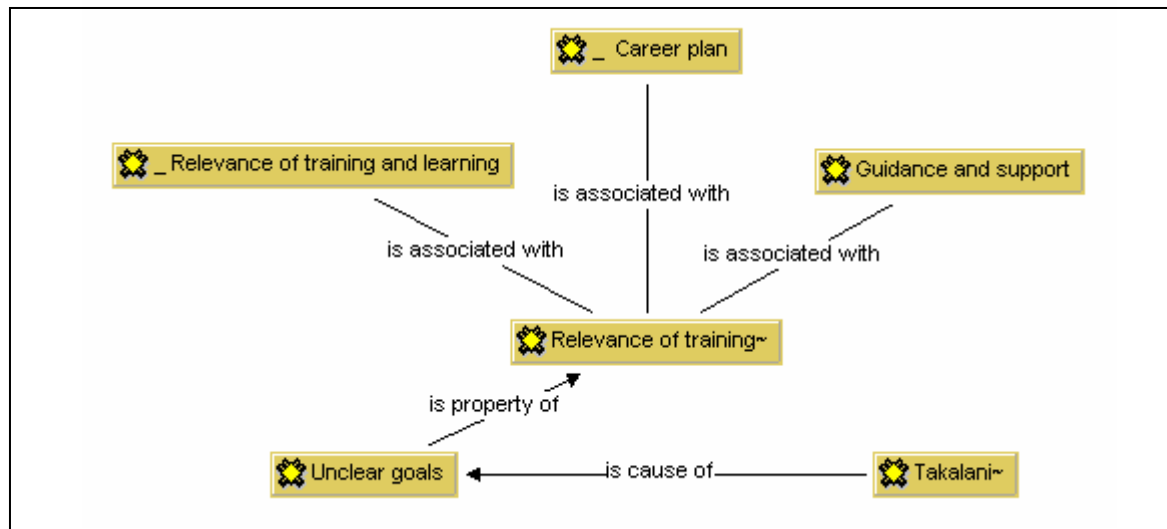 _ Career plan
_ Relevance of training and learning
Guidance and support
is associated with
is associated with
is associated with
Relevance of training~
is property of
Unclear goals
is cause of
Takalani~